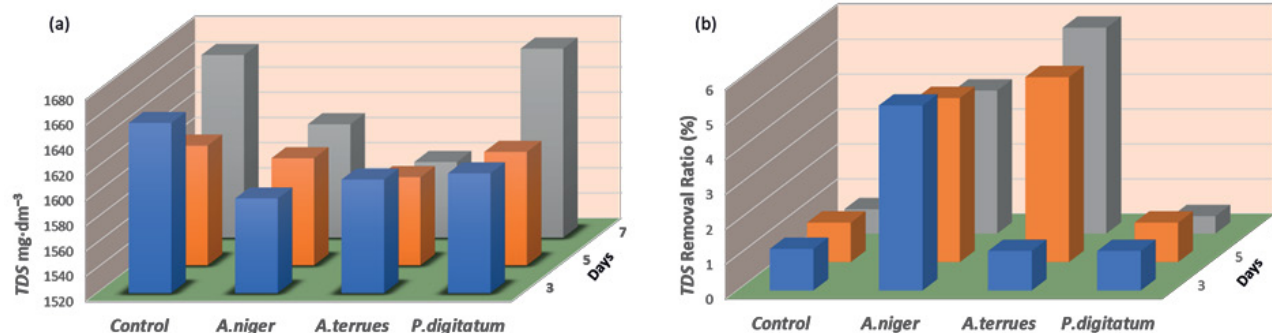 (a)
1680
1660
1640
1620
1600
1580
1560
1540
1520
TDS mg·dm⁻³
Control A.niger A.terrues P.digitatum
3
5
7
Days
(b)
6
5
4
3
2
1
0
TDS Removal Ratio (%)
Control A.niger A.terrues P.digitatum
3
5
Days